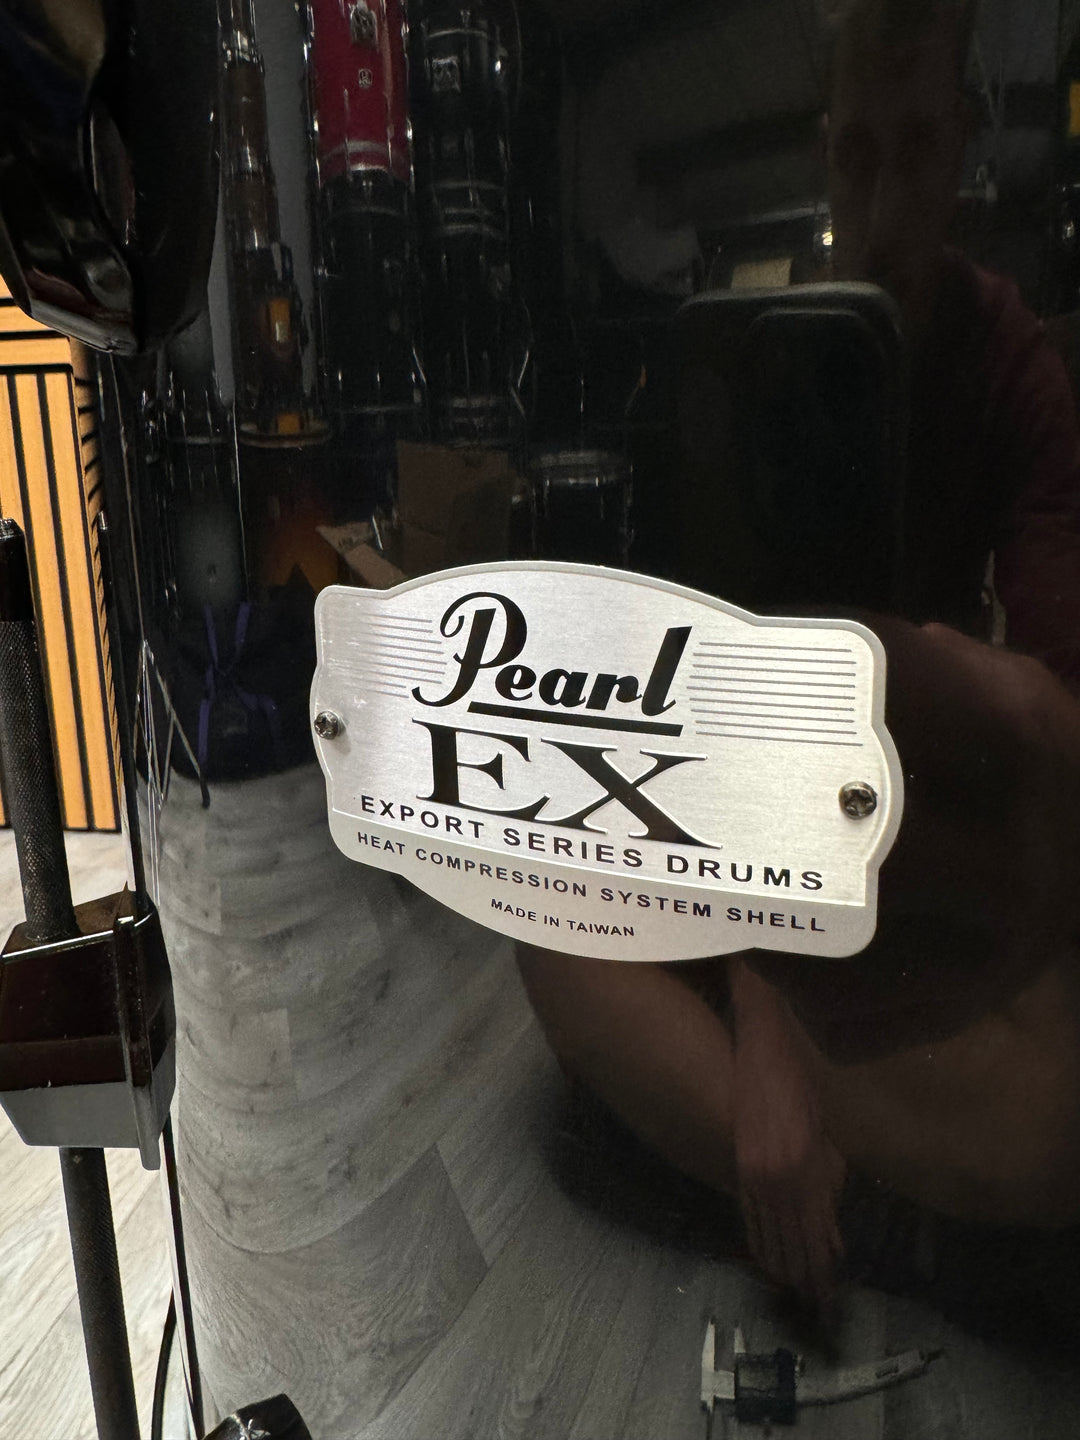 Pearl
EX
EXPORT SERIES DRUMS
HEAT COMPRESSION SYSTEM SHELL
MADE IN TAIWAN